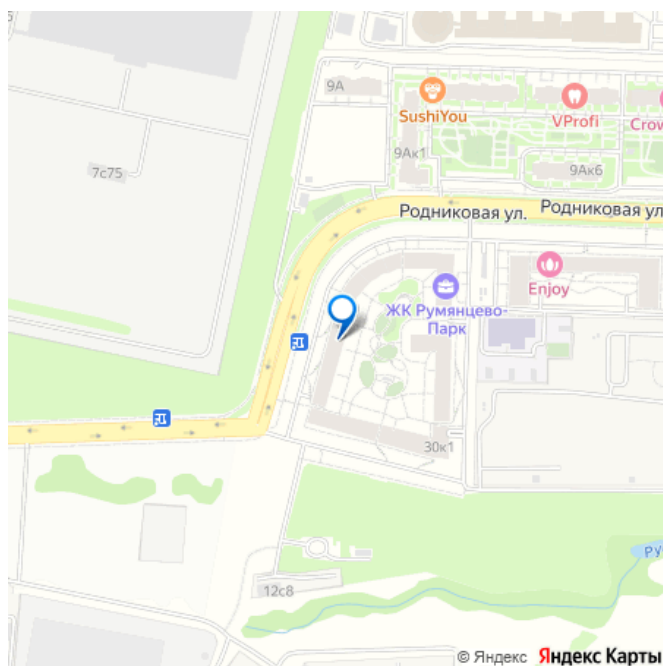 9А
SushiYou
VProfi
Crow
9Ак1
9Ак6
7с75
Родниковая ул.
Родниковая ул
Enjoy
ЖК Румянцево-
Парк
30к1
РУ
12с8
© Яндекс Яндекс Карты